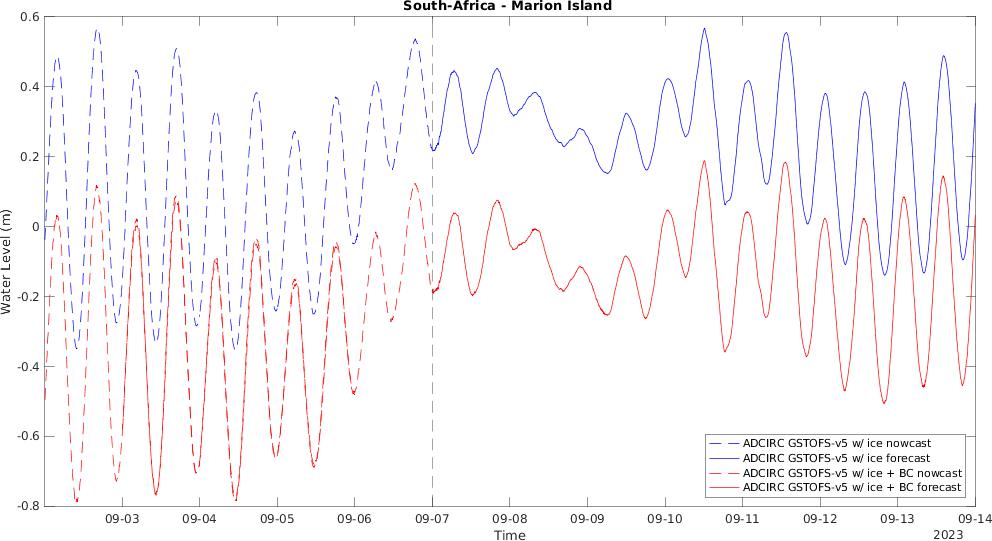 South-Africa - Marion Island
0.6
0.4
0.2
0
-0.2
-0.4
-0.6
-0.8
Water Level (m)
ADCIRC GSTOFS-v5 w/ ice nowcast
ADCIRC GSTOFS-v5 w/ ice forecast
ADCIRC GSTOFS-v5 w/ ice + BC nowcast
ADCIRC GSTOFS-v5 w/ ice + BC forecast
09-03 09-04 09-05 09-06 09-07 09-08 09-09 09-10 09-11 09-12 09-13 09-14
Time
2023